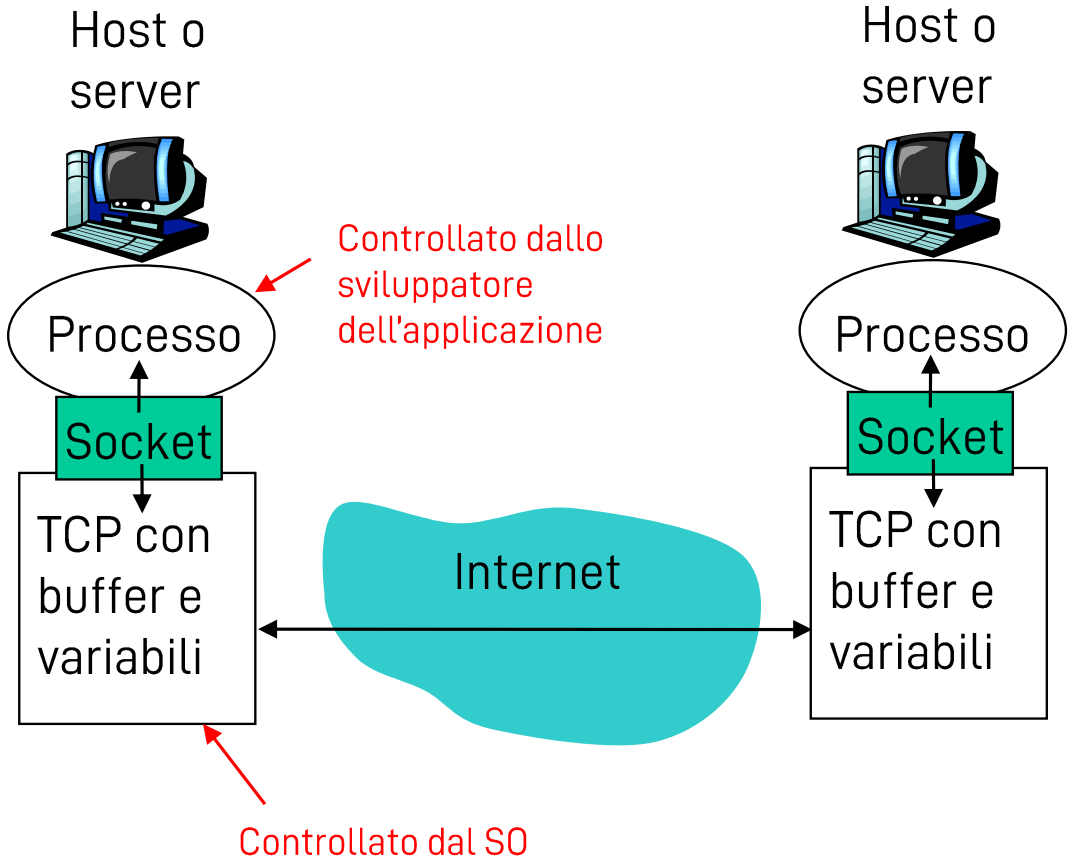 Host o
server
Host o
server
Controllato dallo
sviluppatore
dell'applicazione
Processo
Processo
Socket
Socket
TCP con
buffer e
variabili
Internet
TCP con
buffer e
variabili
Controllato dal SO